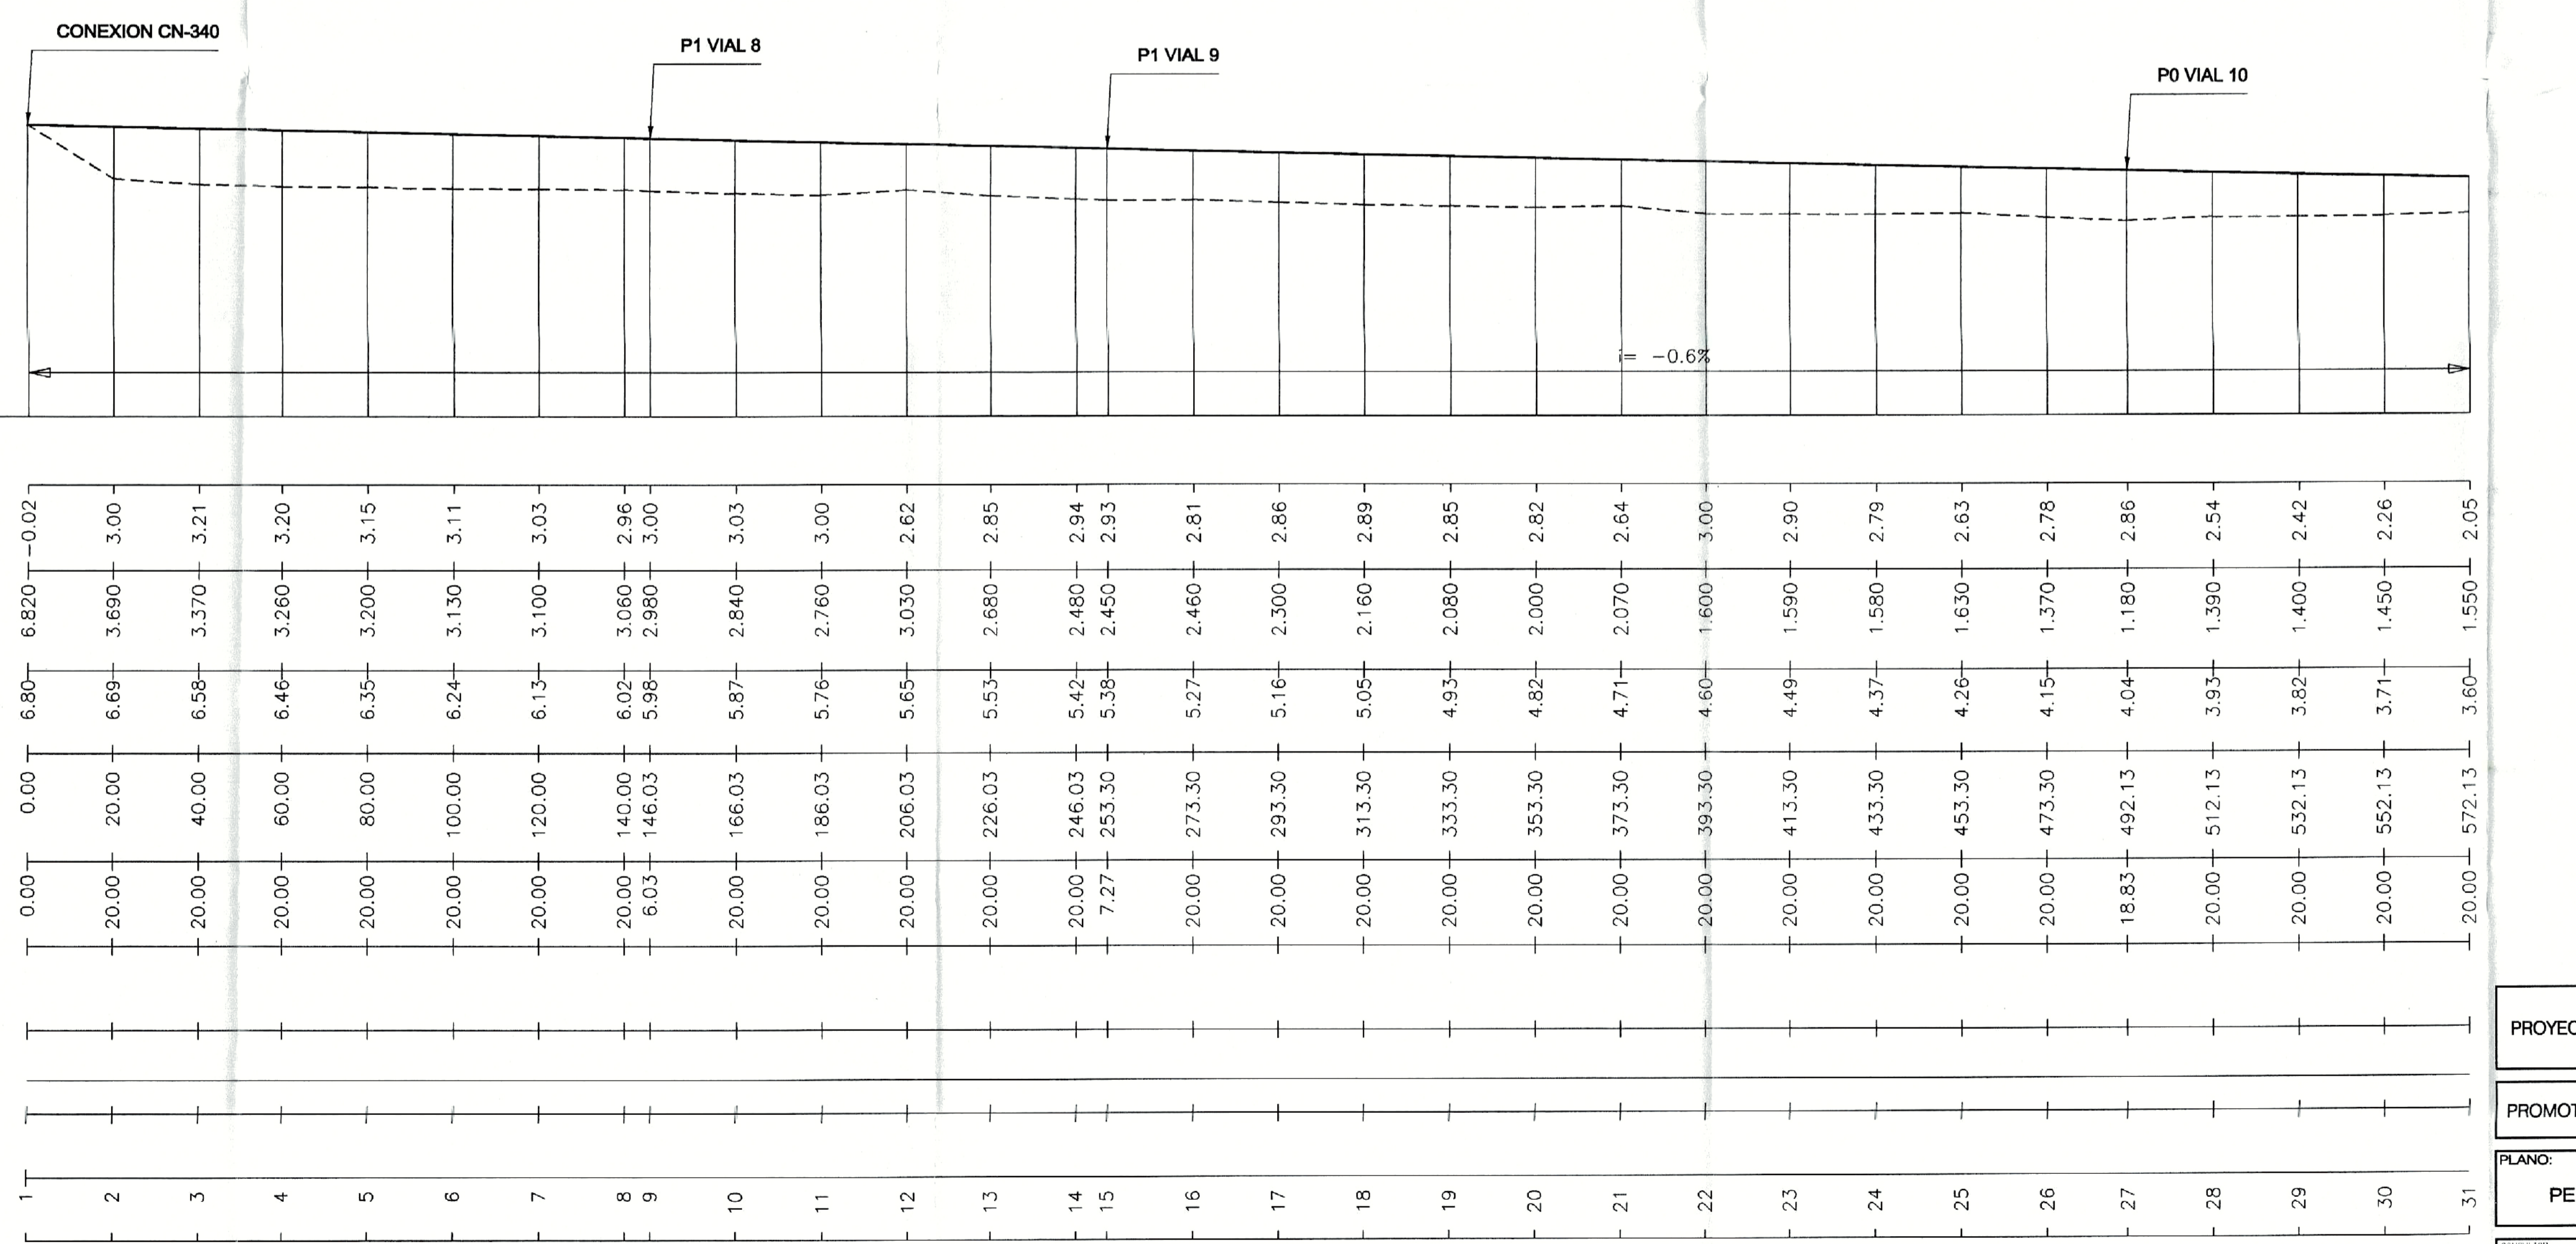 CONEXION CN-340
P1 VIAL 8
P1 VIAL 9
P0 VIAL 10
i= -0.6%
-0.02 3.00 3.21 3.20 3.15 3.11 3.03 2.96 3.00 3.03 3.00 2.62 2.85 2.94 2.93 2.81 2.86 2.89 2.85 2.82 2.64 3.00 2.90 2.79 2.63 2.78 2.86 2.54 2.42 2.26 2.05
6.820 3.690 3.370 3.260 3.200 3.130 3.100 3.060 2.980 2.840 2.760 3.030 2.680 2.480 2.450 2.460 2.300 2.160 2.080 2.000 2.070 1.600 1.590 1.580 1.630 1.370 1.180 1.390 1.400 1.450 1.550
6.80 6.69 6.58 6.46 6.35 6.24 6.13 6.02 5.98 5.87 5.76 5.65 5.53 5.42 5.38 5.27 5.16 5.05 4.93 4.82 4.71 4.60 4.49 4.37 4.26 4.15 4.04 3.93 3.82 3.71 3.60
0.00 20.00 40.00 60.00 80.00 100.00 120.00 140.00 146.03 166.03 186.03 206.03 226.03 246.03 253.30 273.30 293.30 313.30 333.30 353.30 373.30 393.30 413.30 433.30 453.30 473.30 492.13 512.13 532.13 552.13 572.13
0.00 20.00 20.00 20.00 20.00 20.00 20.00 20.00 6.03 20.00 20.00 20.00 20.00 20.00 7.27 20.00 20.00 20.00 20.00 20.00 20.00 20.00 20.00 20.00 20.00 20.00 18.83 20.00 20.00 20.00 20.00
1 2 3 4 5 6 7 8 9 10 11 12 13 14 15 16 17 18 19 20 21 22 23 24 25 26 27 28 29 30 31
PROYEC
PROMOT
PLANO:
PE